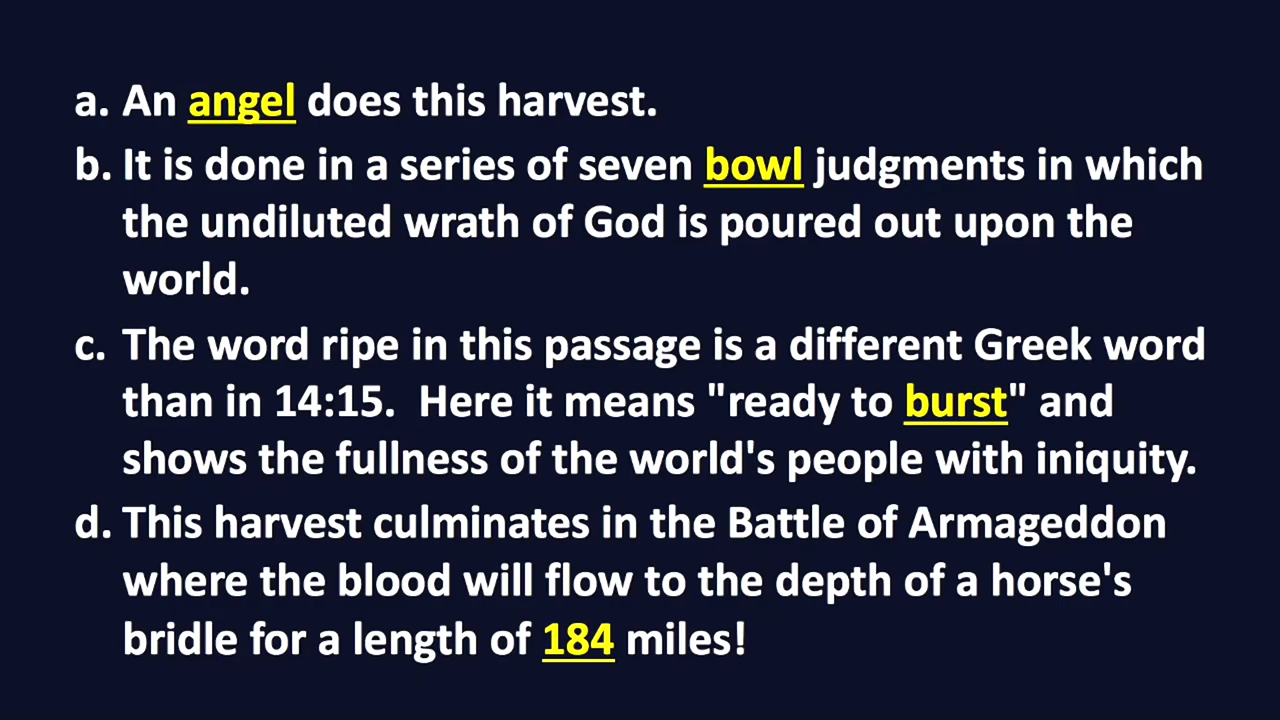 a. An angel does this harvest.
b. It is done in a series of seven bowl judgments in which
the undiluted wrath of God is poured out upon the
world.
c. The word ripe in this passage is a different Greek word
than in 14:15.  Here it means "ready to burst" and
shows the fullness of the world's people with iniquity.
d. This harvest culminates in the Battle of Armageddon
where the blood will flow to the depth of a horse's
bridle for a length of 184 miles!